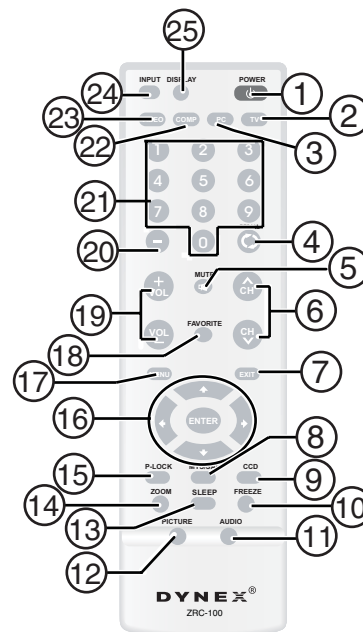 25
INPUT DISPLAY POWER
24 1
23 COMP PC TV 2
22 3
1 2 3
4 5 6
21 7 8 9
20 0 4
MUTE 5
+ VOL CH 6
19
VOL − CH
18 FAVORITE
17 EXIT 7
16 ENTER
8
15 P-LOCK CCD 9
14 ZOOM SLEEP FREEZE 10
13
PICTURE AUDIO 11
12
DYNEX®
ZRC-100